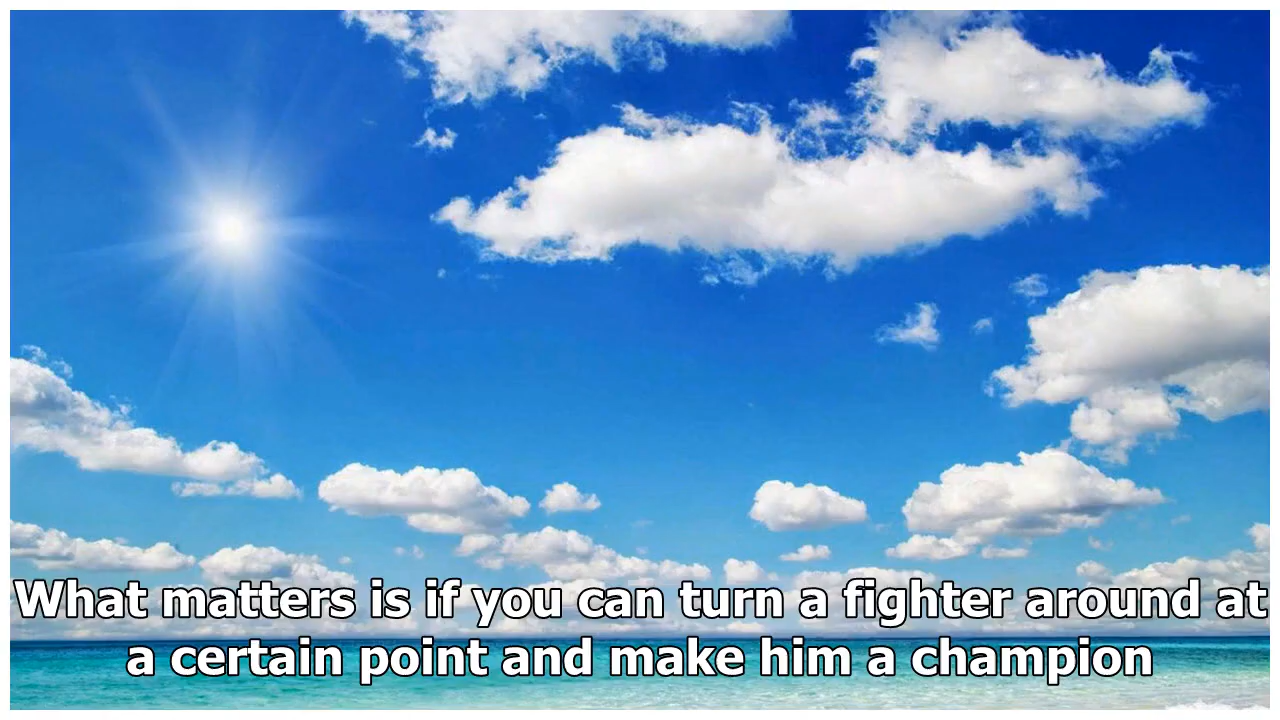 What matters is if you can turn a fighter around at
a certain point and make him a champion